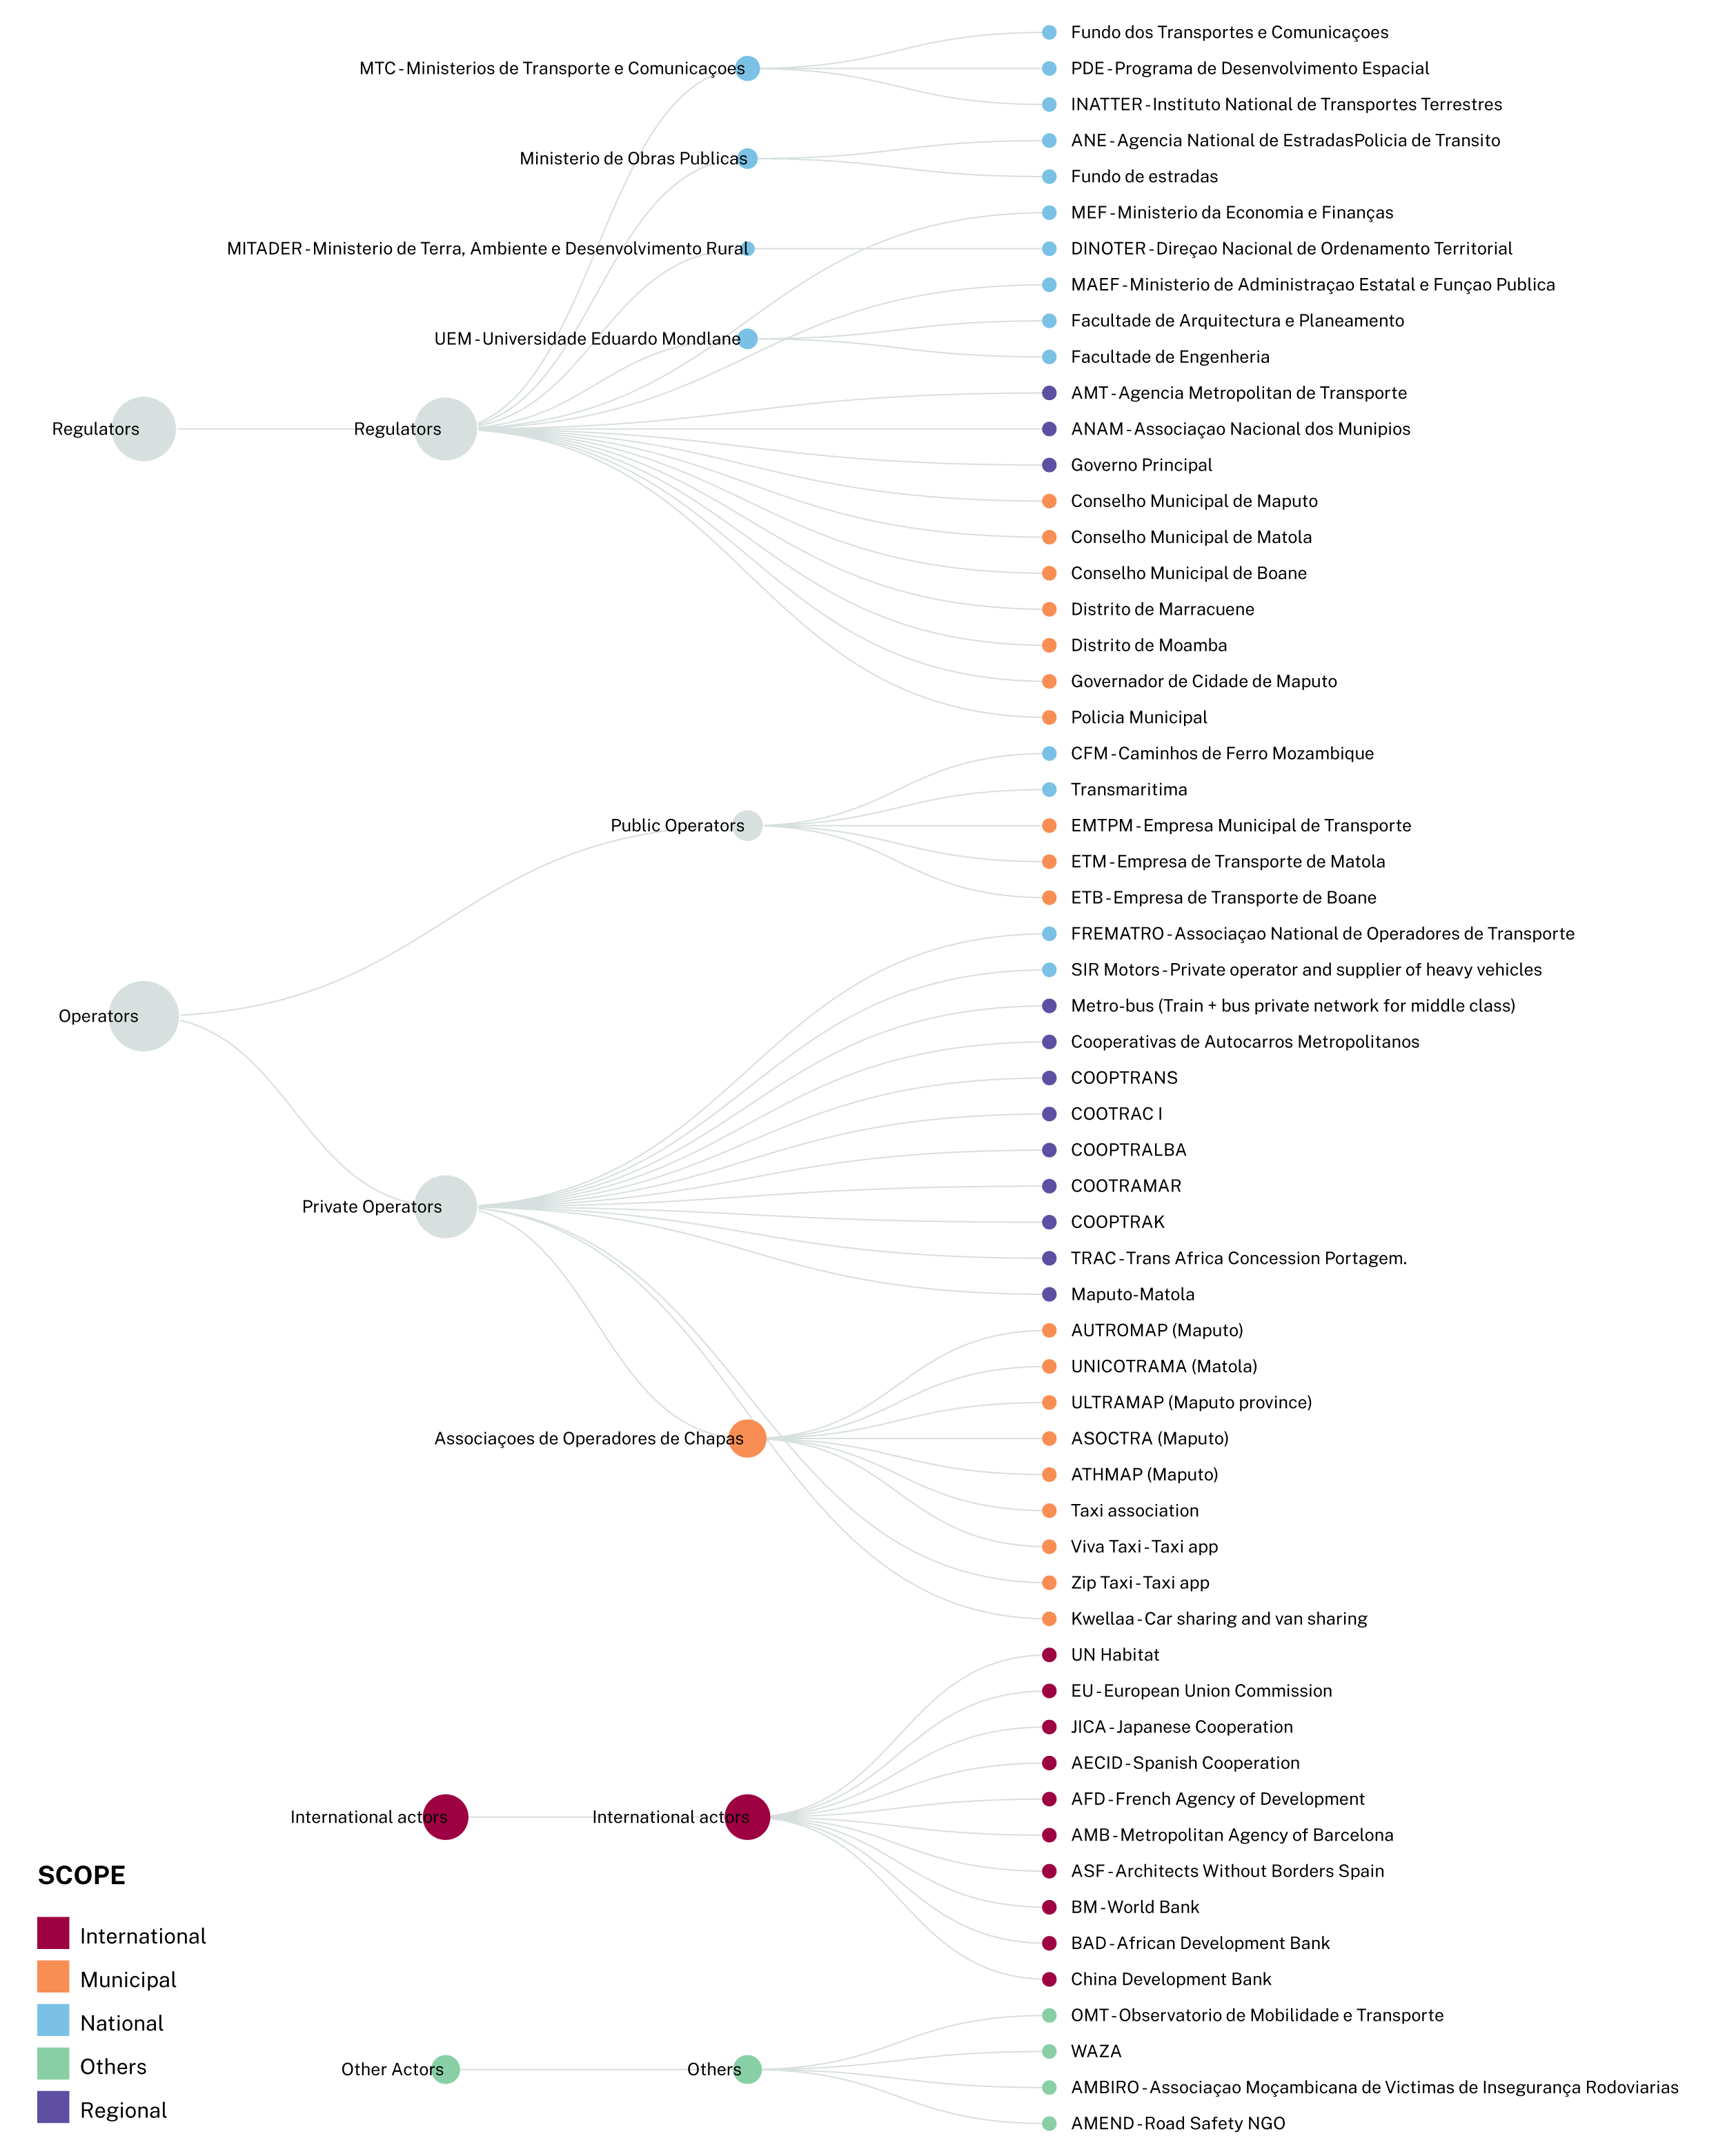 Fundo dos Transportes e Comunicaçoes
MTC - Ministerios de Transporte e Comunicaçoes
PDE - Programa de Desenvolvimento Espacial
INATTER - Instituto National de Transportes Terrestres
ANE - Agencia National de EstradasPolicia de Transito
Ministerio de Obras Publicas
Fundo de estradas
MEF - Ministerio da Economia e Finanças
MITADER - Ministerio de Terra, Ambiente e Desenvolvimento Rural
DINOTER - Direçao Nacional de Ordenamento Territorial
MAEF - Ministerio de Administraçao Estatal e Funçao Publica
Facultade de Arquitectura e Planeamento
UEM - Universidade Eduardo Mondlane
Facultade de Engenheria
AMT - Agencia Metropolitan de Transporte
Regulators
Regulators
ANAM - Associaçao Nacional dos Munipios
Governo Principal
Conselho Municipal de Maputo
Conselho Municipal de Matola
Conselho Municipal de Boane
Distrito de Marracuene
Distrito de Moamba
Governador de Cidade de Maputo
Policia Municipal
CFM - Caminhos de Ferro Mozambique
Transmaritima
Public Operators
EMTPM - Empresa Municipal de Transporte
ETM - Empresa de Transporte de Matola
ETB - Empresa de Transporte de Boane
FREMATRO - Associaçao National de Operadores de Transporte
SIR Motors - Private operator and supplier of heavy vehicles
Metro-bus (Train + bus private network for middle class)
Operators
Cooperativas de Autocarros Metropolitanos
COOPTRANS
COOTRAC I
COOPTRALBA
COOTRAMAR
Private Operators
COOPTRAK
TRAC - Trans Africa Concession Portagem.
Maputo-Matola
AUTROMAP (Maputo)
UNICOTRAMA (Matola)
ULTRAMAP (Maputo province)
Associaçoes de Operadores de Chapas
ASOCTRA (Maputo)
ATHMAP (Maputo)
Taxi association
Viva Taxi - Taxi app
Zip Taxi - Taxi app
Kwellaa - Car sharing and van sharing
UN Habitat
EU - European Union Commission
JICA - Japanese Cooperation
AECID - Spanish Cooperation
AFD - French Agency of Development
International actors
International actors
AMB - Metropolitan Agency of Barcelona
ASF - Architects Without Borders Spain
BM - World Bank
BAD - African Development Bank
China Development Bank
OMT - Observatorio de Mobilidade e Transporte
WAZA
Other Actors
Others
AMBIRO - Associaçao Moçambicana de Victimas de Insegurança Rodoviarias
AMEND - Road Safety NGO
SCOPE
International
Municipal
National
Others
Regional